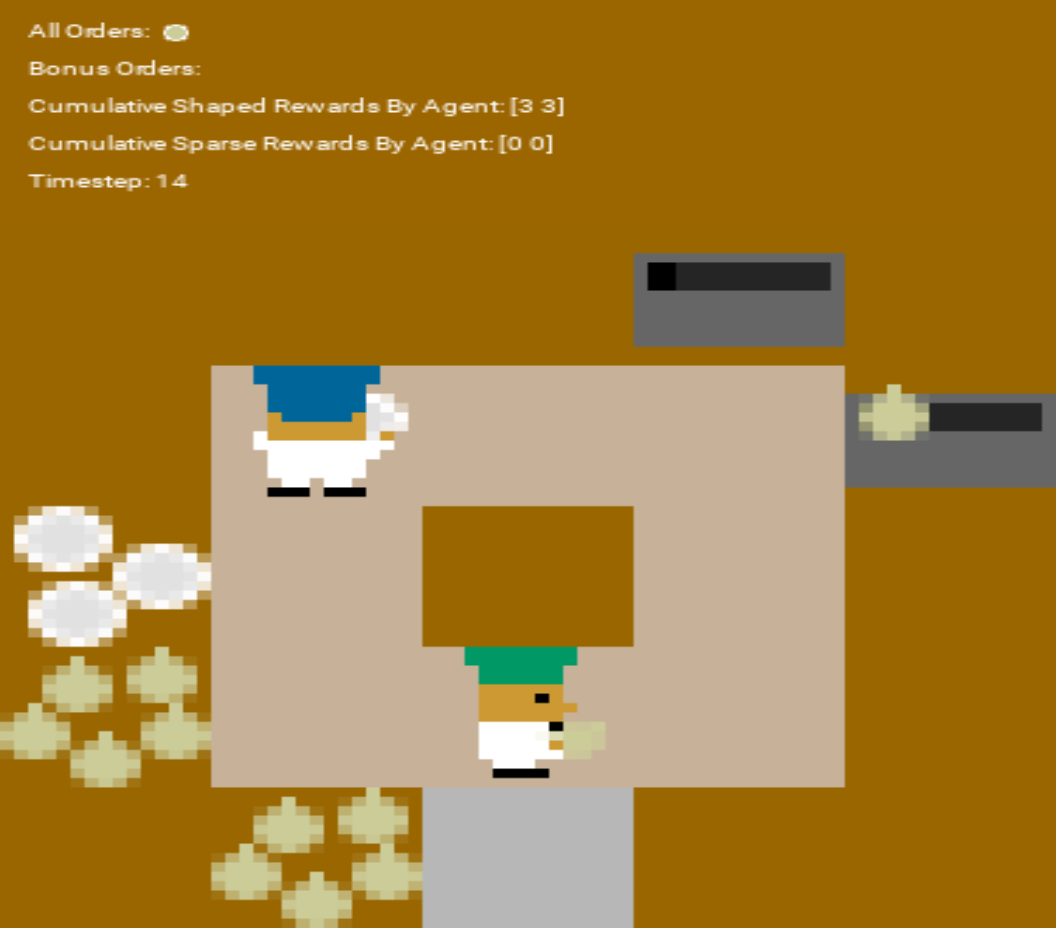 All Orders:
Bonus Orders:
Cumulative Shaped Rewards By Agent: [3 3]
Cumulative Sparse Rewards By Agent: [0 0]
Timestep: 14